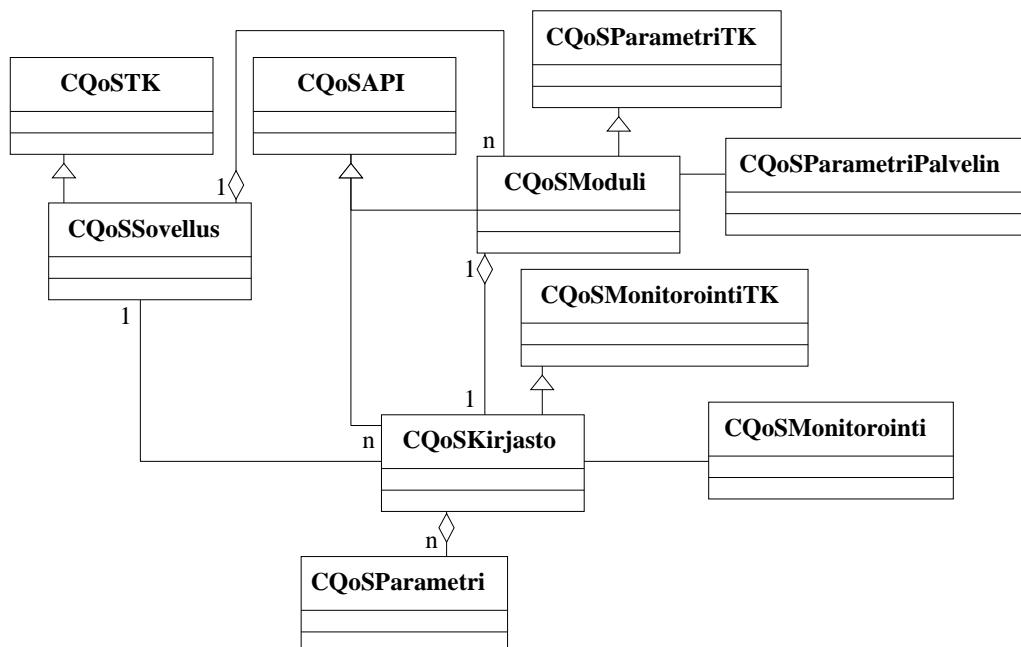 CQoSParametriTK
CQoSTK
CQoSAPI
n
CQoSModuli
CQoSParametriPalvelin
1
CQoSSovellus
1
CQoSMonitorointiTK
1
1
n
CQoSKirjasto
CQoSMonitorointi
n
CQoSParametri